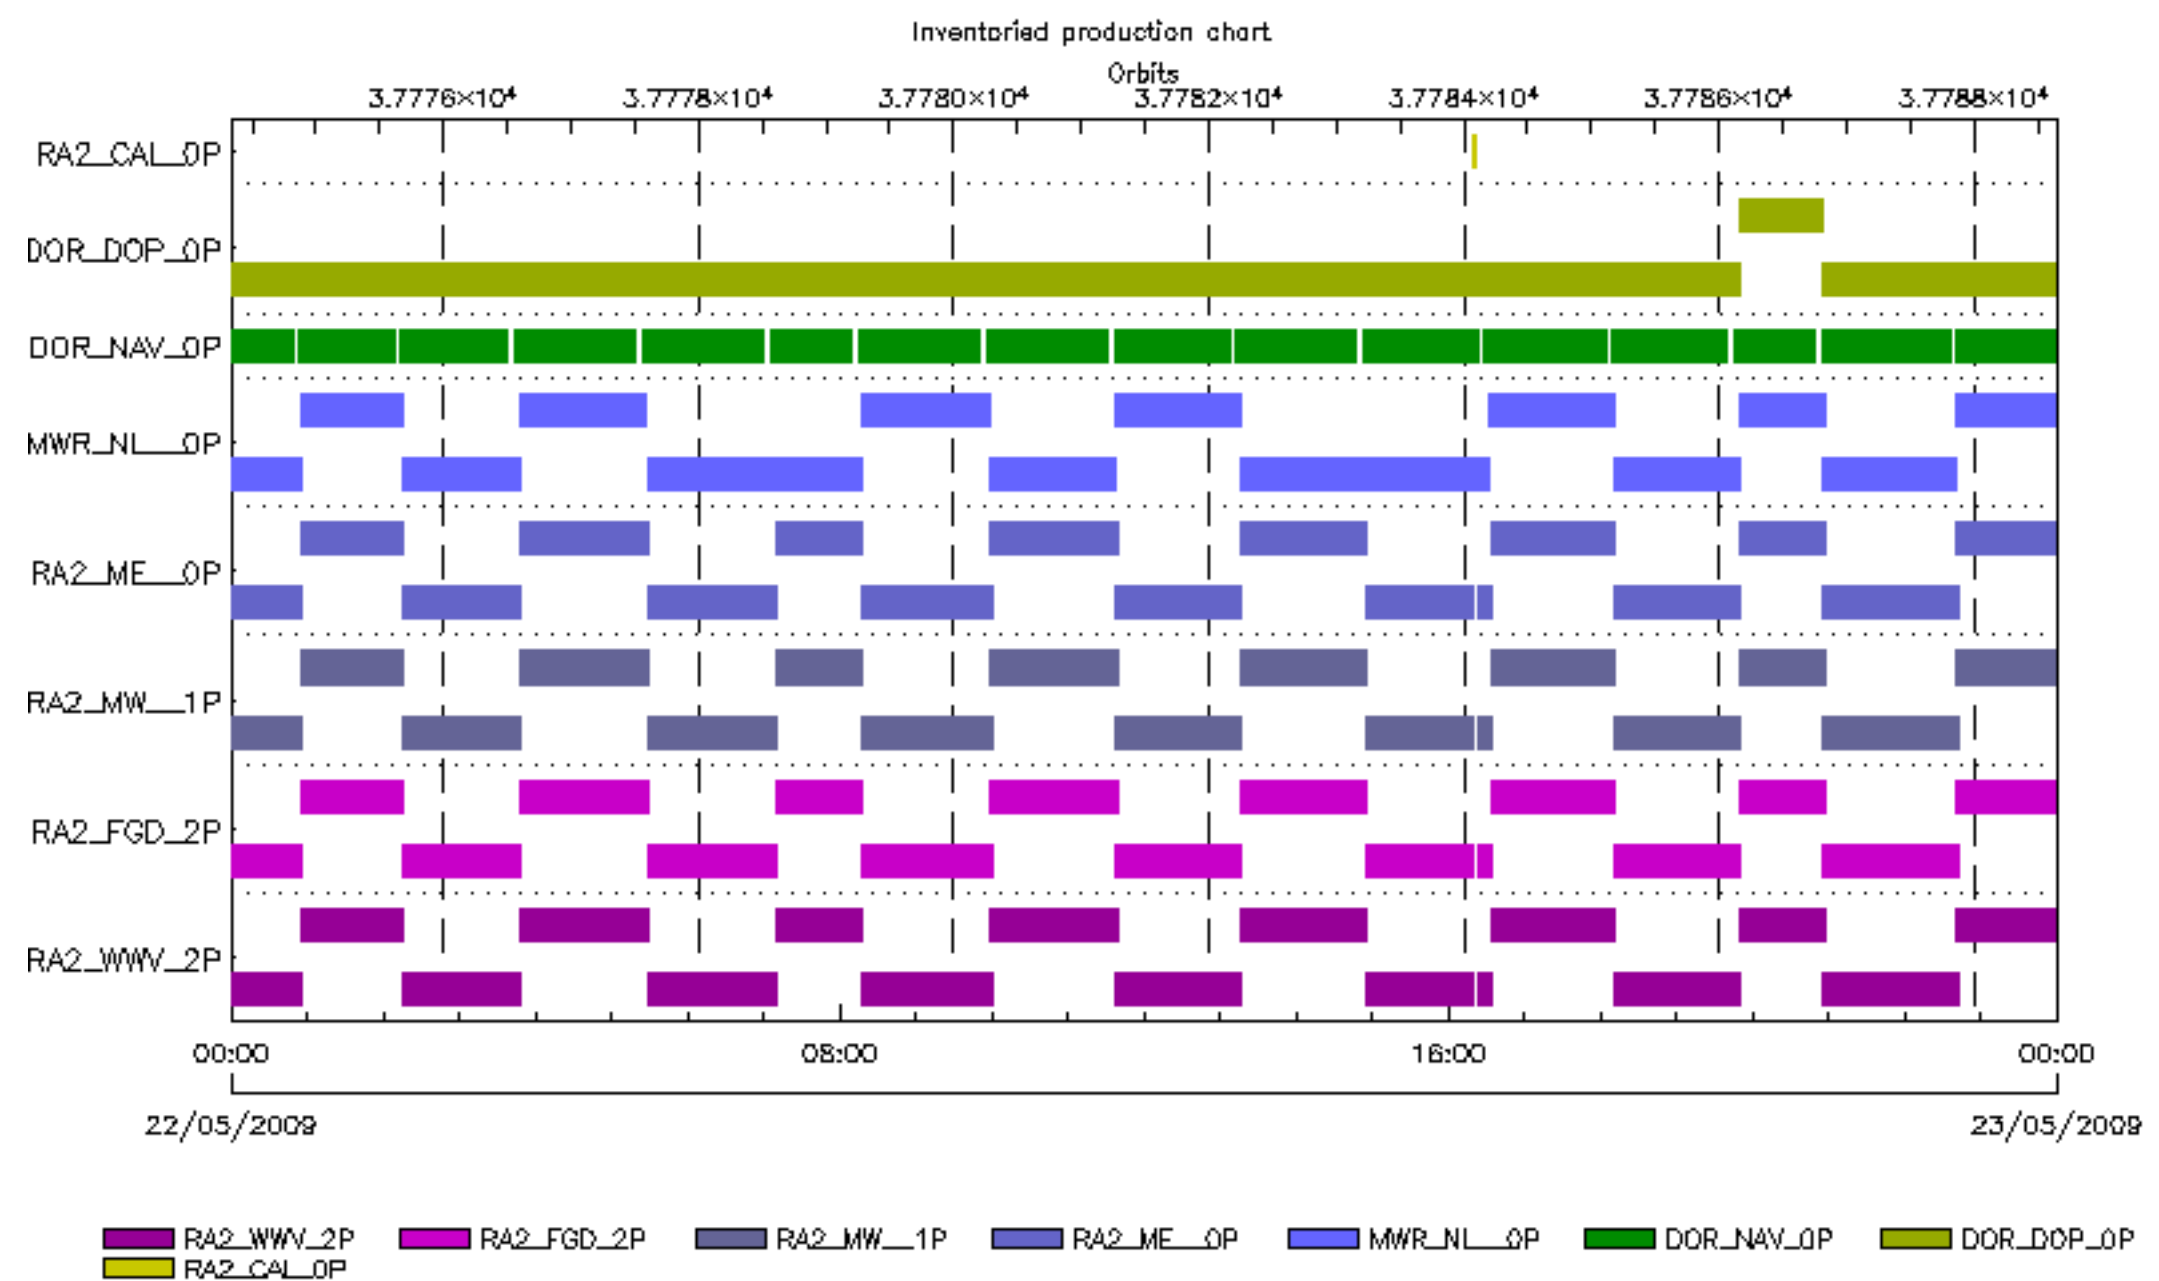 Inventoried production chart
Orbits
3.7776×10⁴ 3.7778×10⁴ 3.7780×10⁴ 3.7782×10⁴ 3.7784×10⁴ 3.7786×10⁴ 3.7788×10⁴
RA2_CAL_0P
DOR_DOP_0P
DOR_NAV_0P
MWR_NL__0P
RA2_ME__0P
RA2_MW__1P
RA2_FGD_2P
RA2_WWV_2P
00:00 08:00 16:00 00:00
22/05/2009 23/05/2009
RA2_WWV_2P RA2_FGD_2P RA2_MW__1P RA2_ME__0P MWR_NL__0P DOR_NAV_0P DOR_DOP_0P
RA2_CAL_0P